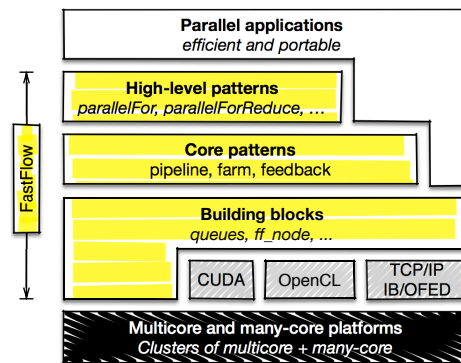 Parallel applications
efficient and portable
High-level patterns
parallelFor, parallelForReduce, ...
Core patterns
pipeline, farm, feedback
FastFlow
Building blocks
queues, ff_node, ...
CUDA
OpenCL
TCP/IP
IB/OFED
Multicore and many-core platforms
Clusters of multicore + many-core